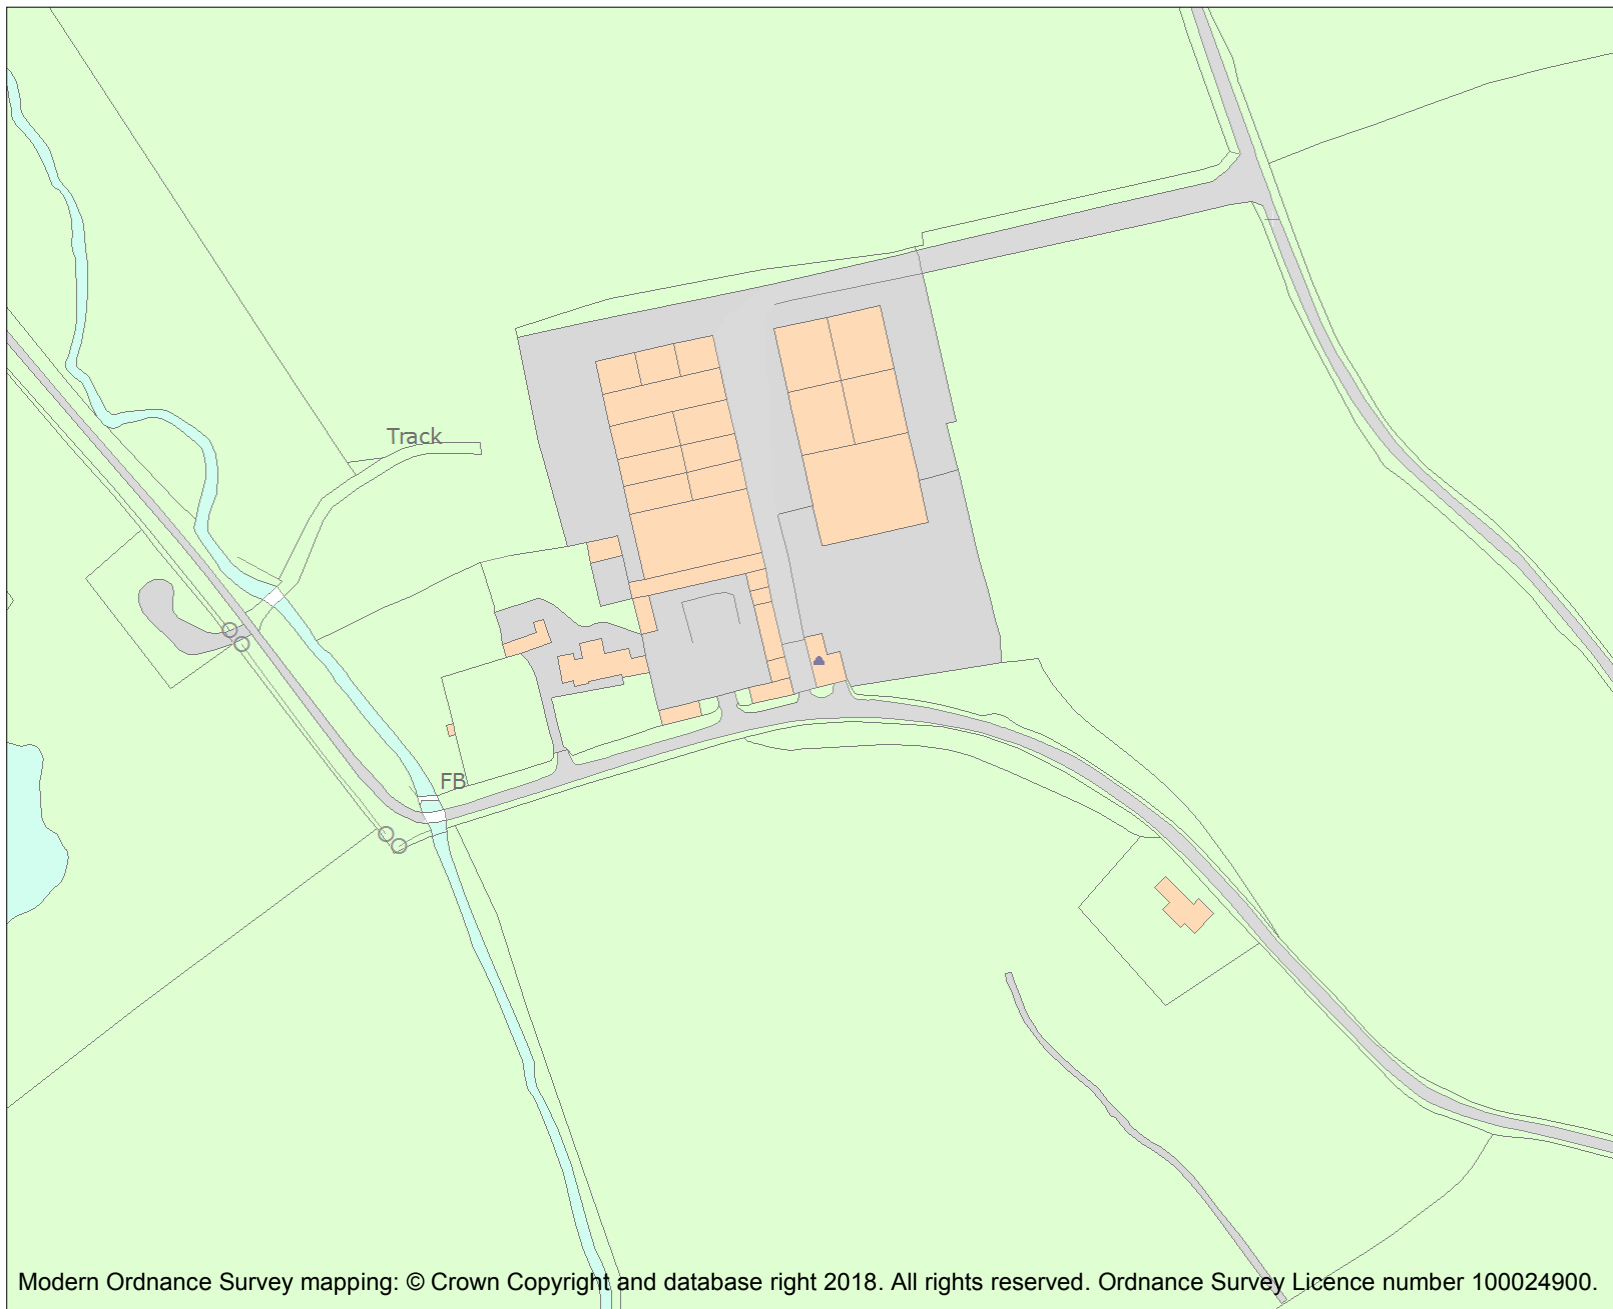 Track
FB
Modern Ordnance Survey mapping: © Crown Copyright and database right 2018. All rights reserved. Ordnance Survey Licence number 100024900.